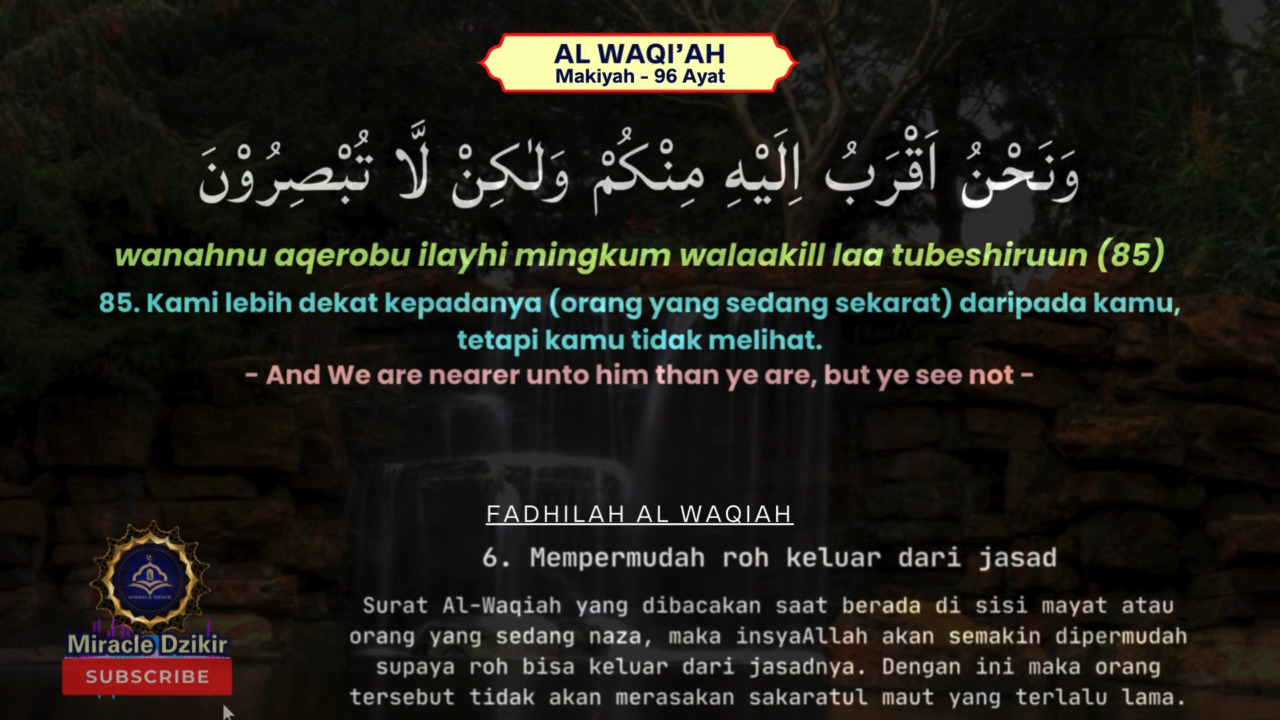 AL WAQI'AH
Makiyah - 96 Ayat
وَنَحْنُ اَقْرَبُ اِلَيْهِ مِنْكُمْ وَلٰكِنْ لَّا تُبْصِرُوْنَ
wanahnu aqerobu ilayhi mingkum walaakill laa tubeshiruun (85)
85. Kami lebih dekat kepadanya (orang yang sedang sekarat) daripada kamu,
tetapi kamu tidak melihat.
- And We are nearer unto him than ye are, but ye see not -
FADHILAH AL WAQIAH
6. Mempermudah roh keluar dari jasad
Surat Al-Waqiah yang dibacakan saat berada di sisi mayat atau
orang yang sedang naza, maka insyaAllah akan semakin dipermudah
supaya roh bisa keluar dari jasadnya. Dengan ini maka orang
tersebut tidak akan merasakan sakaratul maut yang terlalu lama.
MIRACLE DZIKIR
Miracle Dzikir
SUBSCRIBE